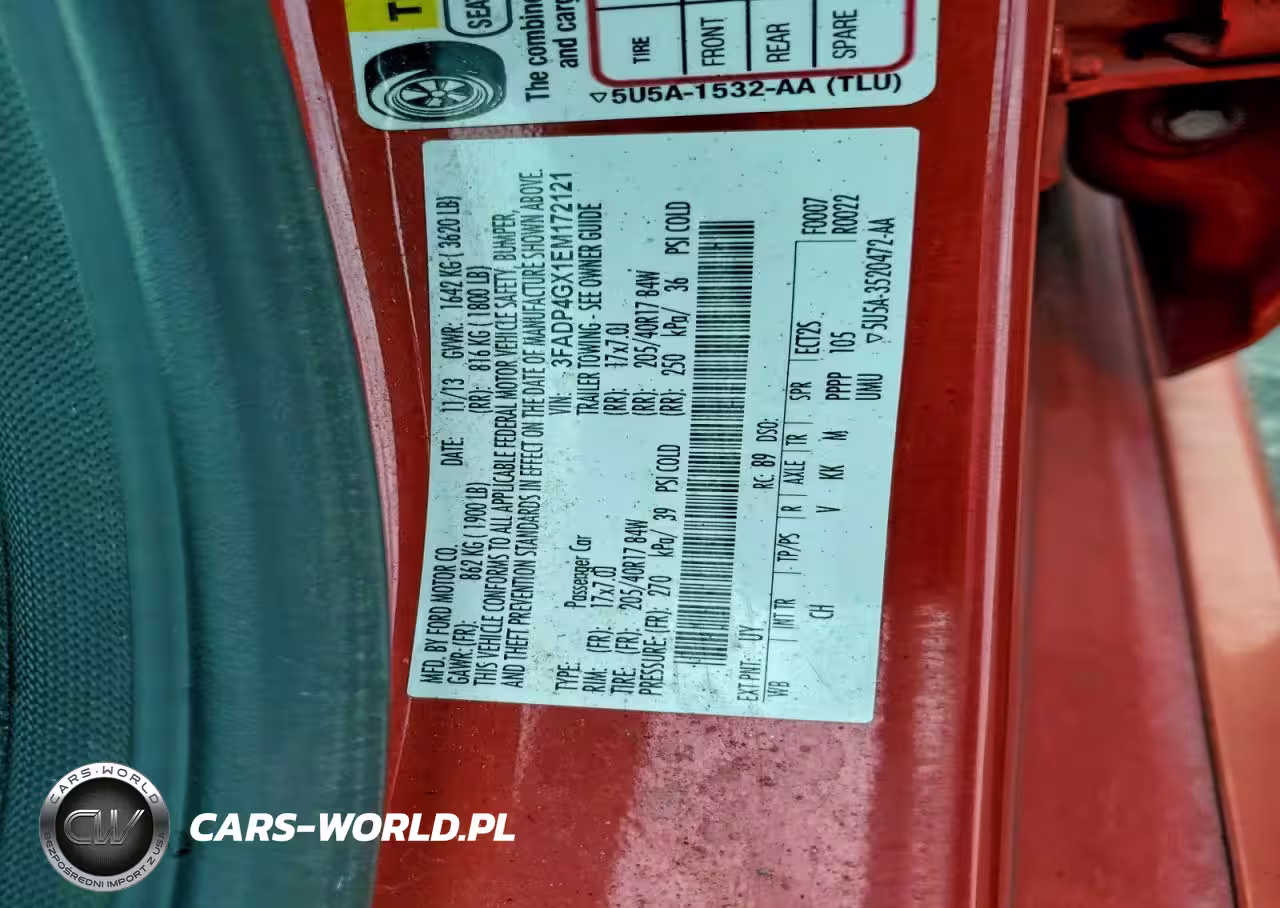 T
SEA
The combine
and carg
TIRE
FRONT
REAR
SPARE
5U5A-1532-AA (TLU)
MFD. BY FORD MOTOR CO. DATE: 11/13 GVWR: 1642 KG ( 3620 LB)
GAWR: (FR): 862 KG ( 1900 LB) (RR): 816 KG ( 1800 LB)
THIS VEHICLE CONFORMS TO ALL APPLICABLE FEDERAL MOTOR VEHICLE SAFETY, BUMPER,
AND THEFT PREVENTION STANDARDS IN EFFECT ON THE DATE OF MANUFACTURE SHOWN ABOVE.
VIN: 3FADP4GX1EM172121
TYPE: Passenger Car TRAILER TOWING - SEE OWNER GUIDE
RIM: (FR): 17x7.0J (RR): 17x7.0J
TIRE: (FR): 205/40R17 84W (RR): 205/40R17 84W
PRESSURE: (FR): 270 kPa/ 39 PSI COLD (RR): 250 kPa/ 36 PSI COLD
EXT PNT: UY RC: 89 DSO: F0007
WB INT TR TP/PS R AXLE TR SPR ECT2S R0022
CH V KK M PPPP 105
UMU 5U5A-3520472-AA
CARS-WORLD
CW
BEZPOŚREDNI IMPORT Z USA
CARS-WORLD.PL